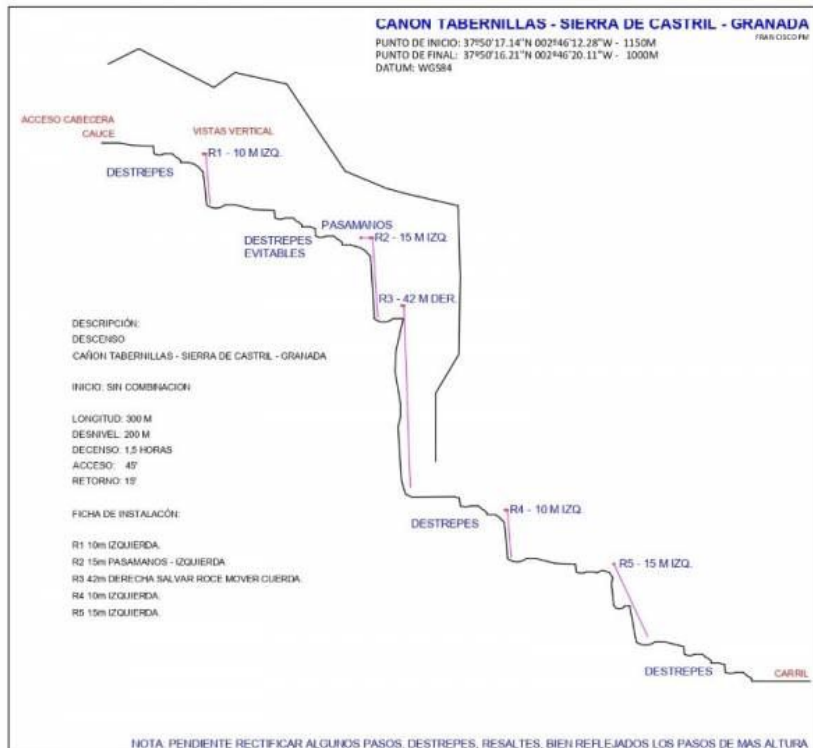 CAÑON TABERNILLAS - SIERRA DE CASTRIL - GRANADA
FRANCISCO PM
PUNTO DE INICIO: 37º50'17.14"N 002º46'12.28"W - 1150M
PUNTO DE FINAL: 37º50'16.21"N 002º46'20.11"W - 1000M
DATUM: WGS84
ACCESO CABECERA
CAUCE
VISTAS VERTICAL
R1 - 10 M IZQ.
DESTREPES
PASAMANOS
R2 - 15 M IZQ.
DESTREPES
EVITABLES
R3 - 42 M DER.
DESCRIPCIÓN:
DESCENSO
CAÑON TABERNILLAS - SIERRA DE CASTRIL - GRANADA
INICIO: SIN COMBINACION
LONGITUD: 300 M
DESNIVEL: 200 M
DECENSO: 1,5 HORAS
ACCESO: 45'
RETORNO: 15'
FICHA DE INSTALACÓN:
R1 10m IZQUIERDA.
R2 15m PASAMANOS - IZQUIERDA
R3 42m DERECHA SALVAR ROCE MOVER CUERDA.
R4 10m IZQUIERDA.
R5 15m IZQUIERDA.
DESTREPES
R4 - 10 M IZQ.
R5 - 15 M IZQ.
DESTREPES
CARRIL
NOTA: PENDIENTE RECTIFICAR ALGUNOS PASOS, DESTREPES, RESALTES, BIEN REFLEJADOS LOS PASOS DE MAS ALTURA